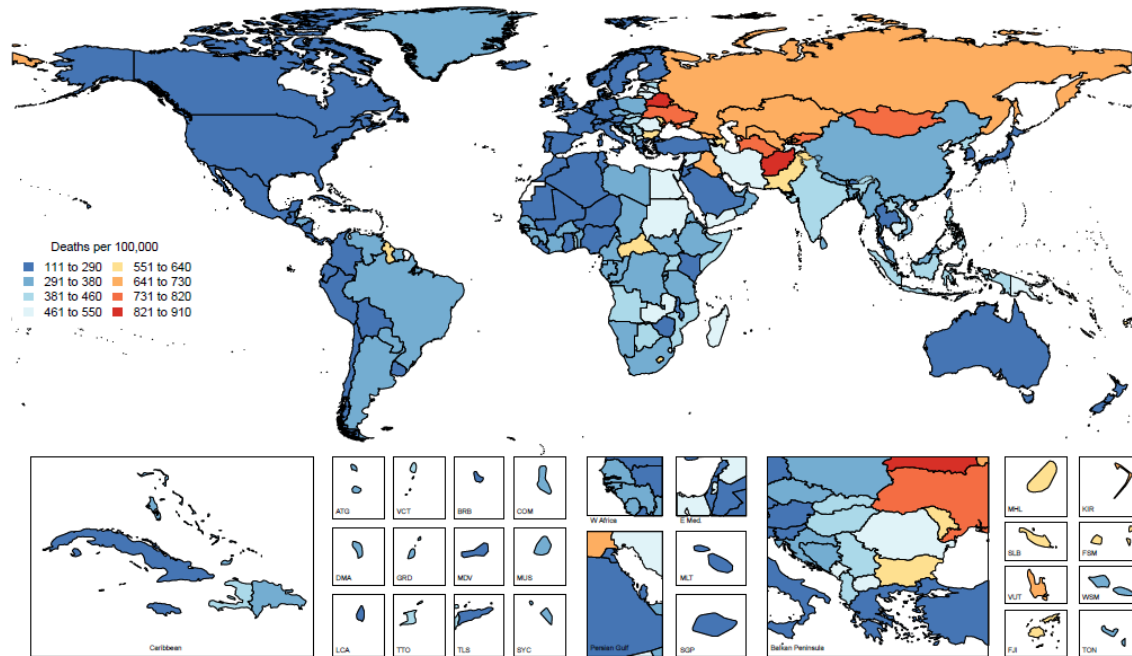 Deaths per 100,000
111 to 290 551 to 640
291 to 380 641 to 730
381 to 460 731 to 820
461 to 550 821 to 910
Caribbean
ATG VCT BRB COM
DMA GRD MDV MUS
LCA TTO TLS SYC
W Africa E Med.
Persian Gulf
MLT
SGP
Balkan Peninsula
MHL KIR
SLB FSM
VUT WSM
FJI TON